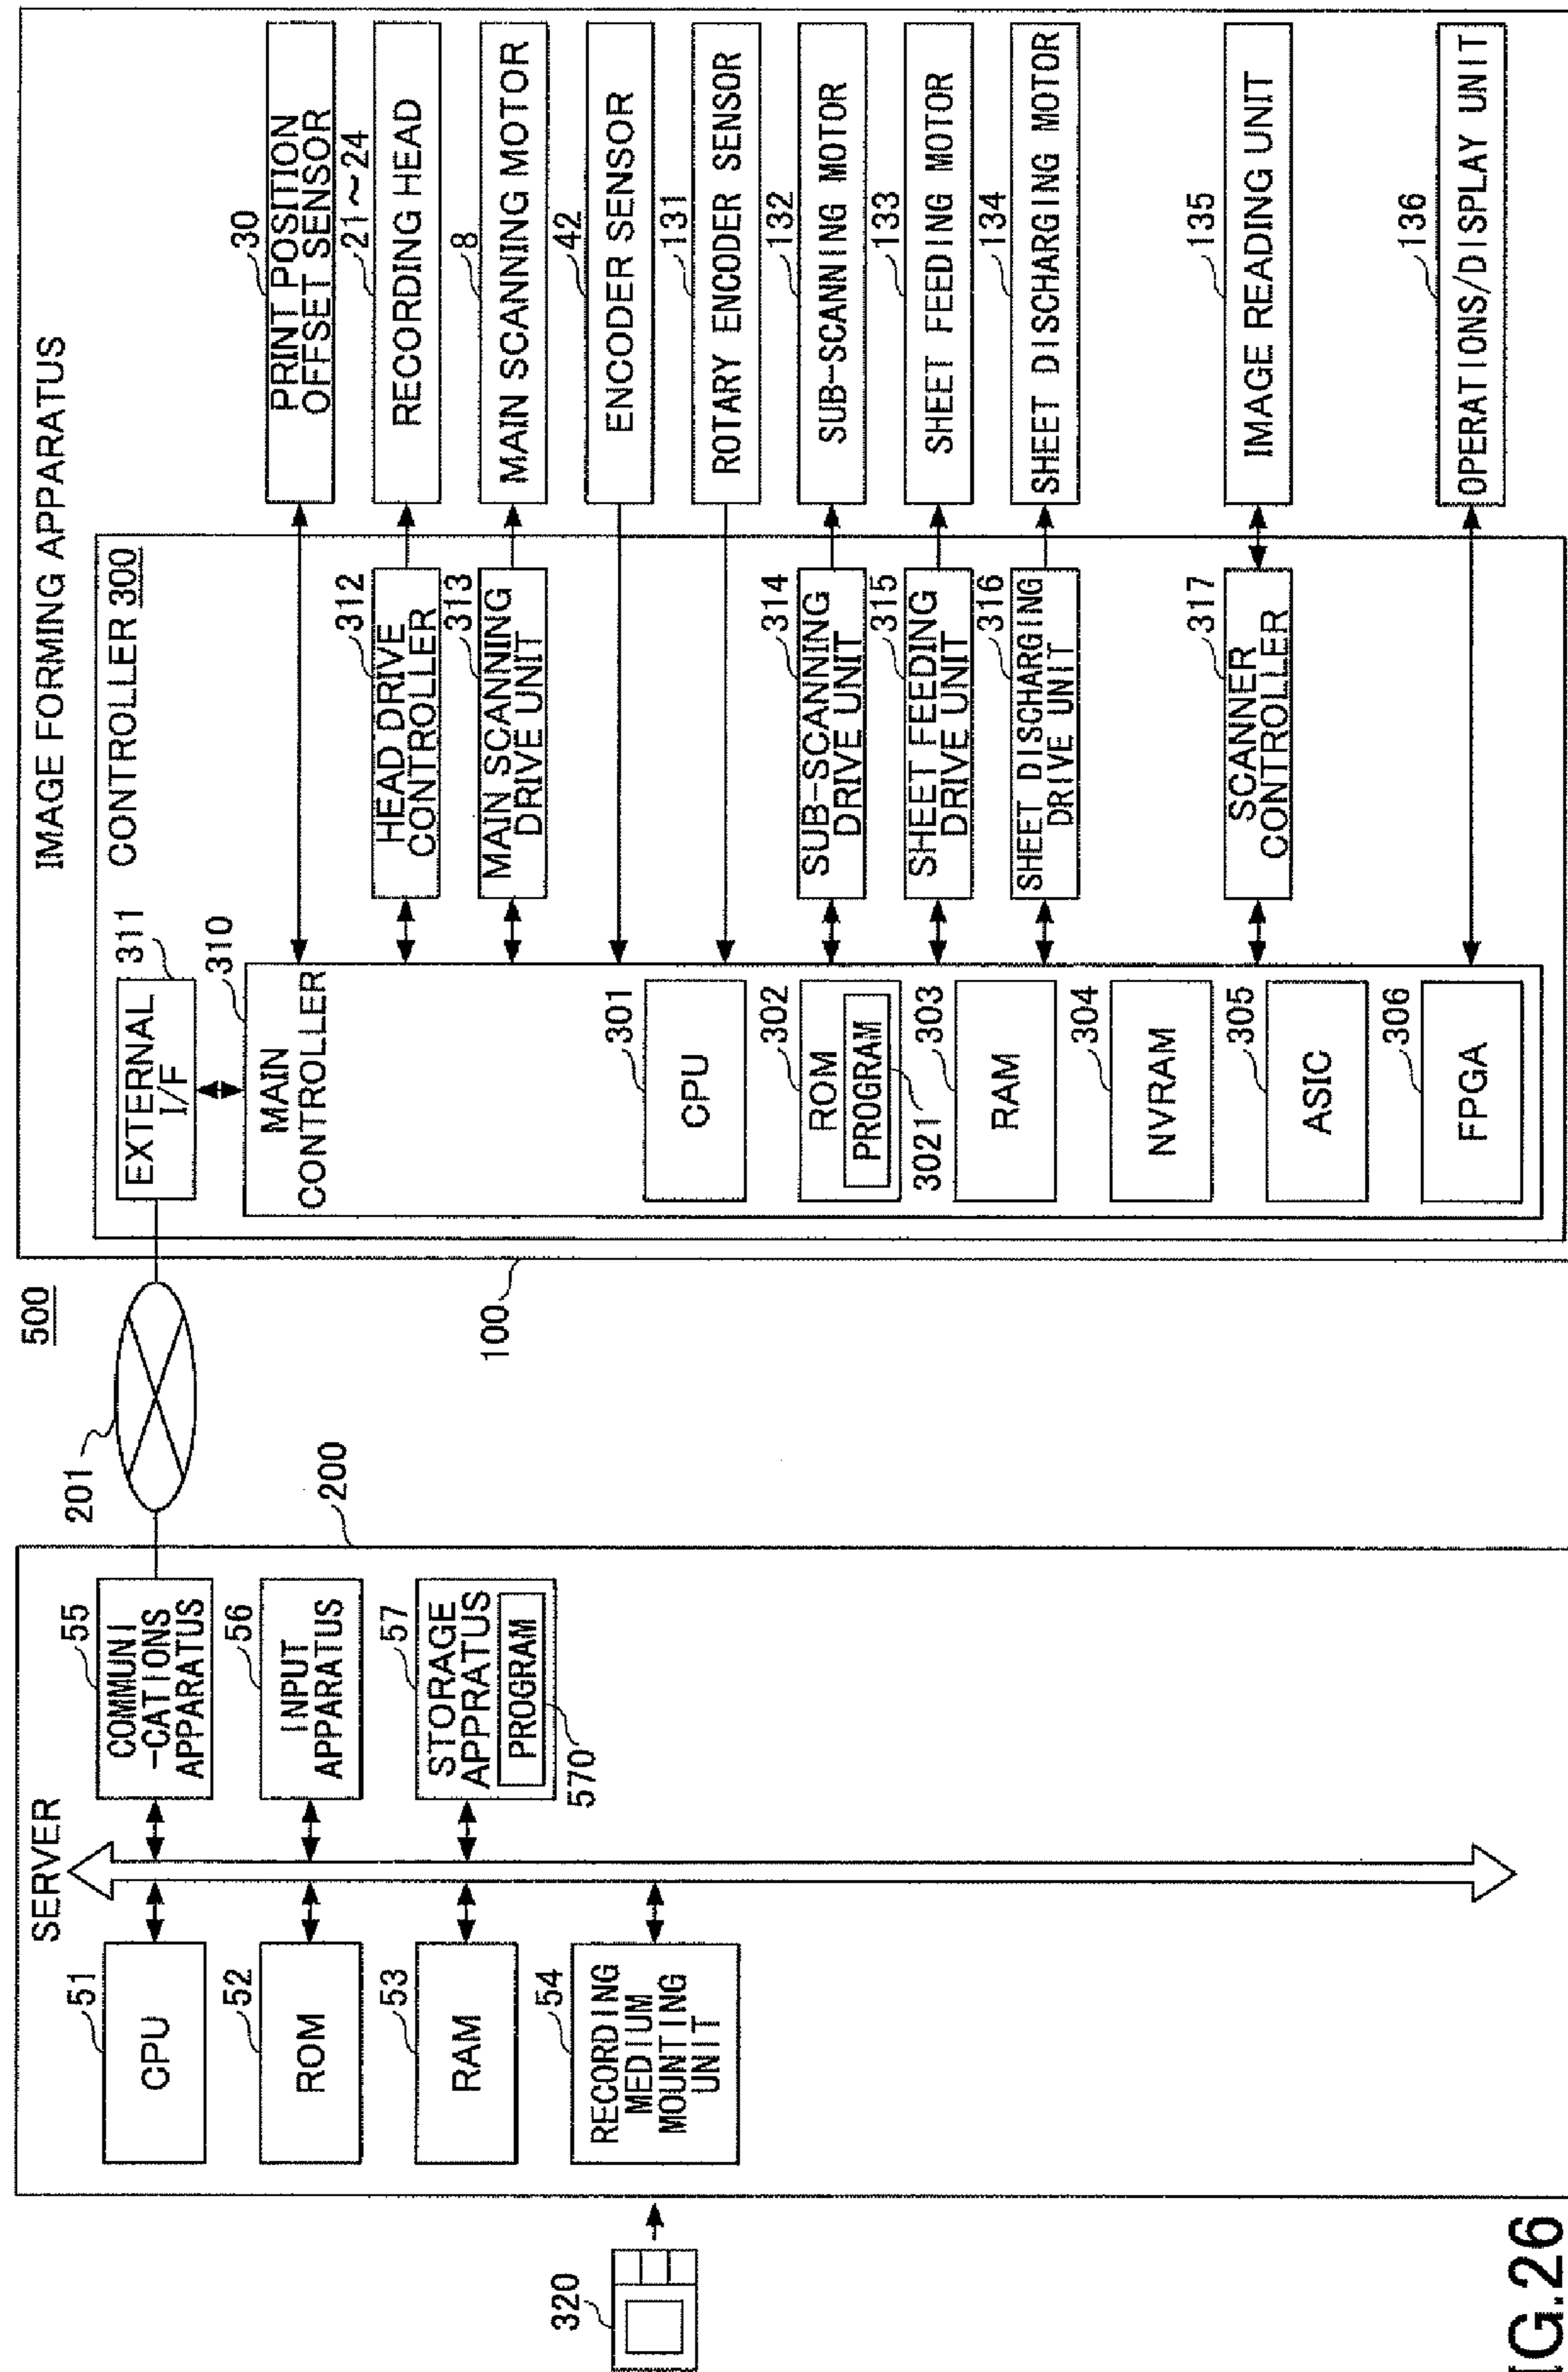 500
IMAGE FORMING APPARATUS
SERVER
200
201
100
51
CPU
52
ROM
53
RAM
54
RECORDING
MEDIUM
MOUNTING
UNIT
320
55
COMMUNI
-CATIONS
APPARATUS
56
INPUT
APPARATUS
57
STORAGE
APPRATUS
PROGRAM
570
CONTROLLER 300
EXTERNAL
I/F
311
310
MAIN
CONTROLLER
301
CPU
302
ROM
PROGRAM
3021
303
RAM
304
NVRAM
305
ASIC
306
FPGA
312
HEAD DRIVE
CONTROLLER
313
MAIN SCANNING
DRIVE UNIT
314
SUB-SCANNING
DRIVE UNIT
315
SHEET FEEDING
DRIVE UNIT
316
SHEET DISCHARGING
DRIVE UNIT
317
SCANNER
CONTROLLER
30
PRINT POSITION
OFFSET SENSOR
21~24
RECORDING HEAD
8
MAIN SCANNING MOTOR
42
ENCODER SENSOR
131
ROTARY ENCODER SENSOR
132
SUB-SCANNING MOTOR
133
SHEET FEEDING MOTOR
134
SHEET DISCHARGING MOTOR
135
IMAGE READING UNIT
136
OPERATIONS/DISPLAY UNIT
IG.26